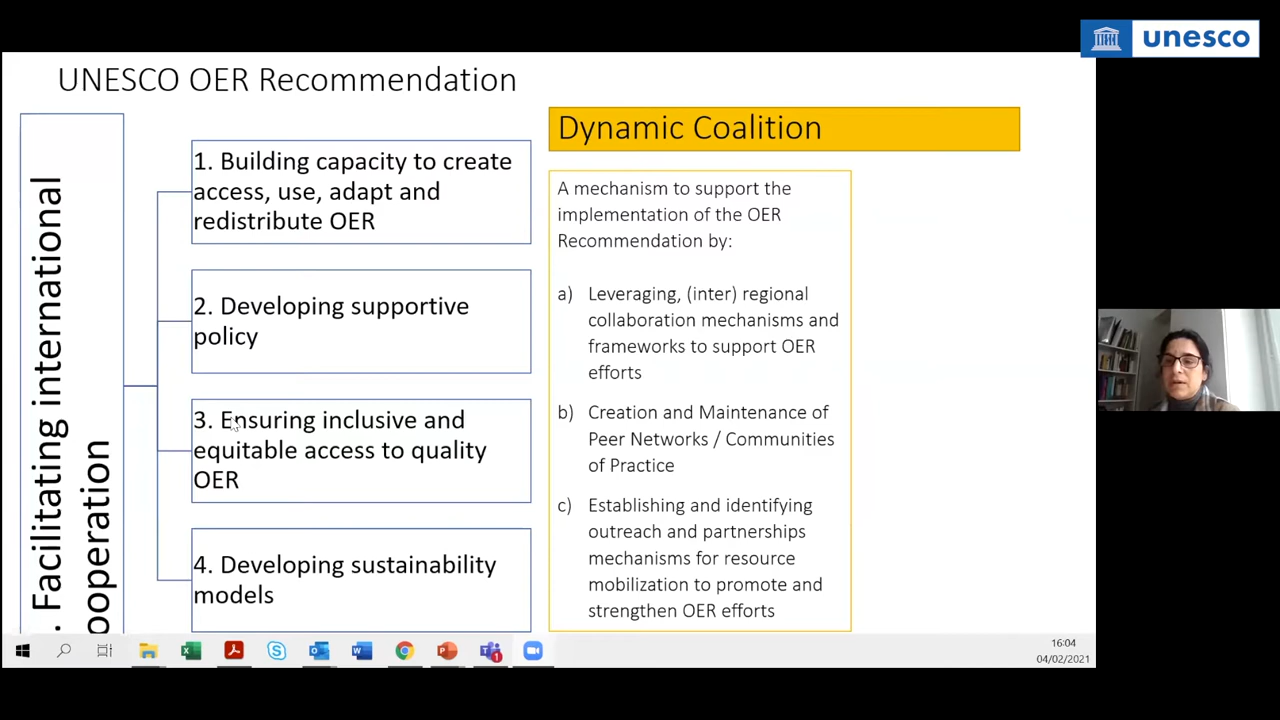 unesco
UNESCO OER Recommendation
. Facilitating international
ooperation
1. Building capacity to create
access, use, adapt and
redistribute OER
2. Developing supportive
policy
3. Ensuring inclusive and
equitable access to quality
OER
4. Developing sustainability
models
Dynamic Coalition
A mechanism to support the
implementation of the OER
Recommendation by:
a) Leveraging, (inter) regional
collaboration mechanisms and
frameworks to support OER
efforts
b) Creation and Maintenance of
Peer Networks / Communities
of Practice
c) Establishing and identifying
outreach and partnerships
mechanisms for resource
mobilization to promote and
strengthen OER efforts
1
16:04
04/02/2021